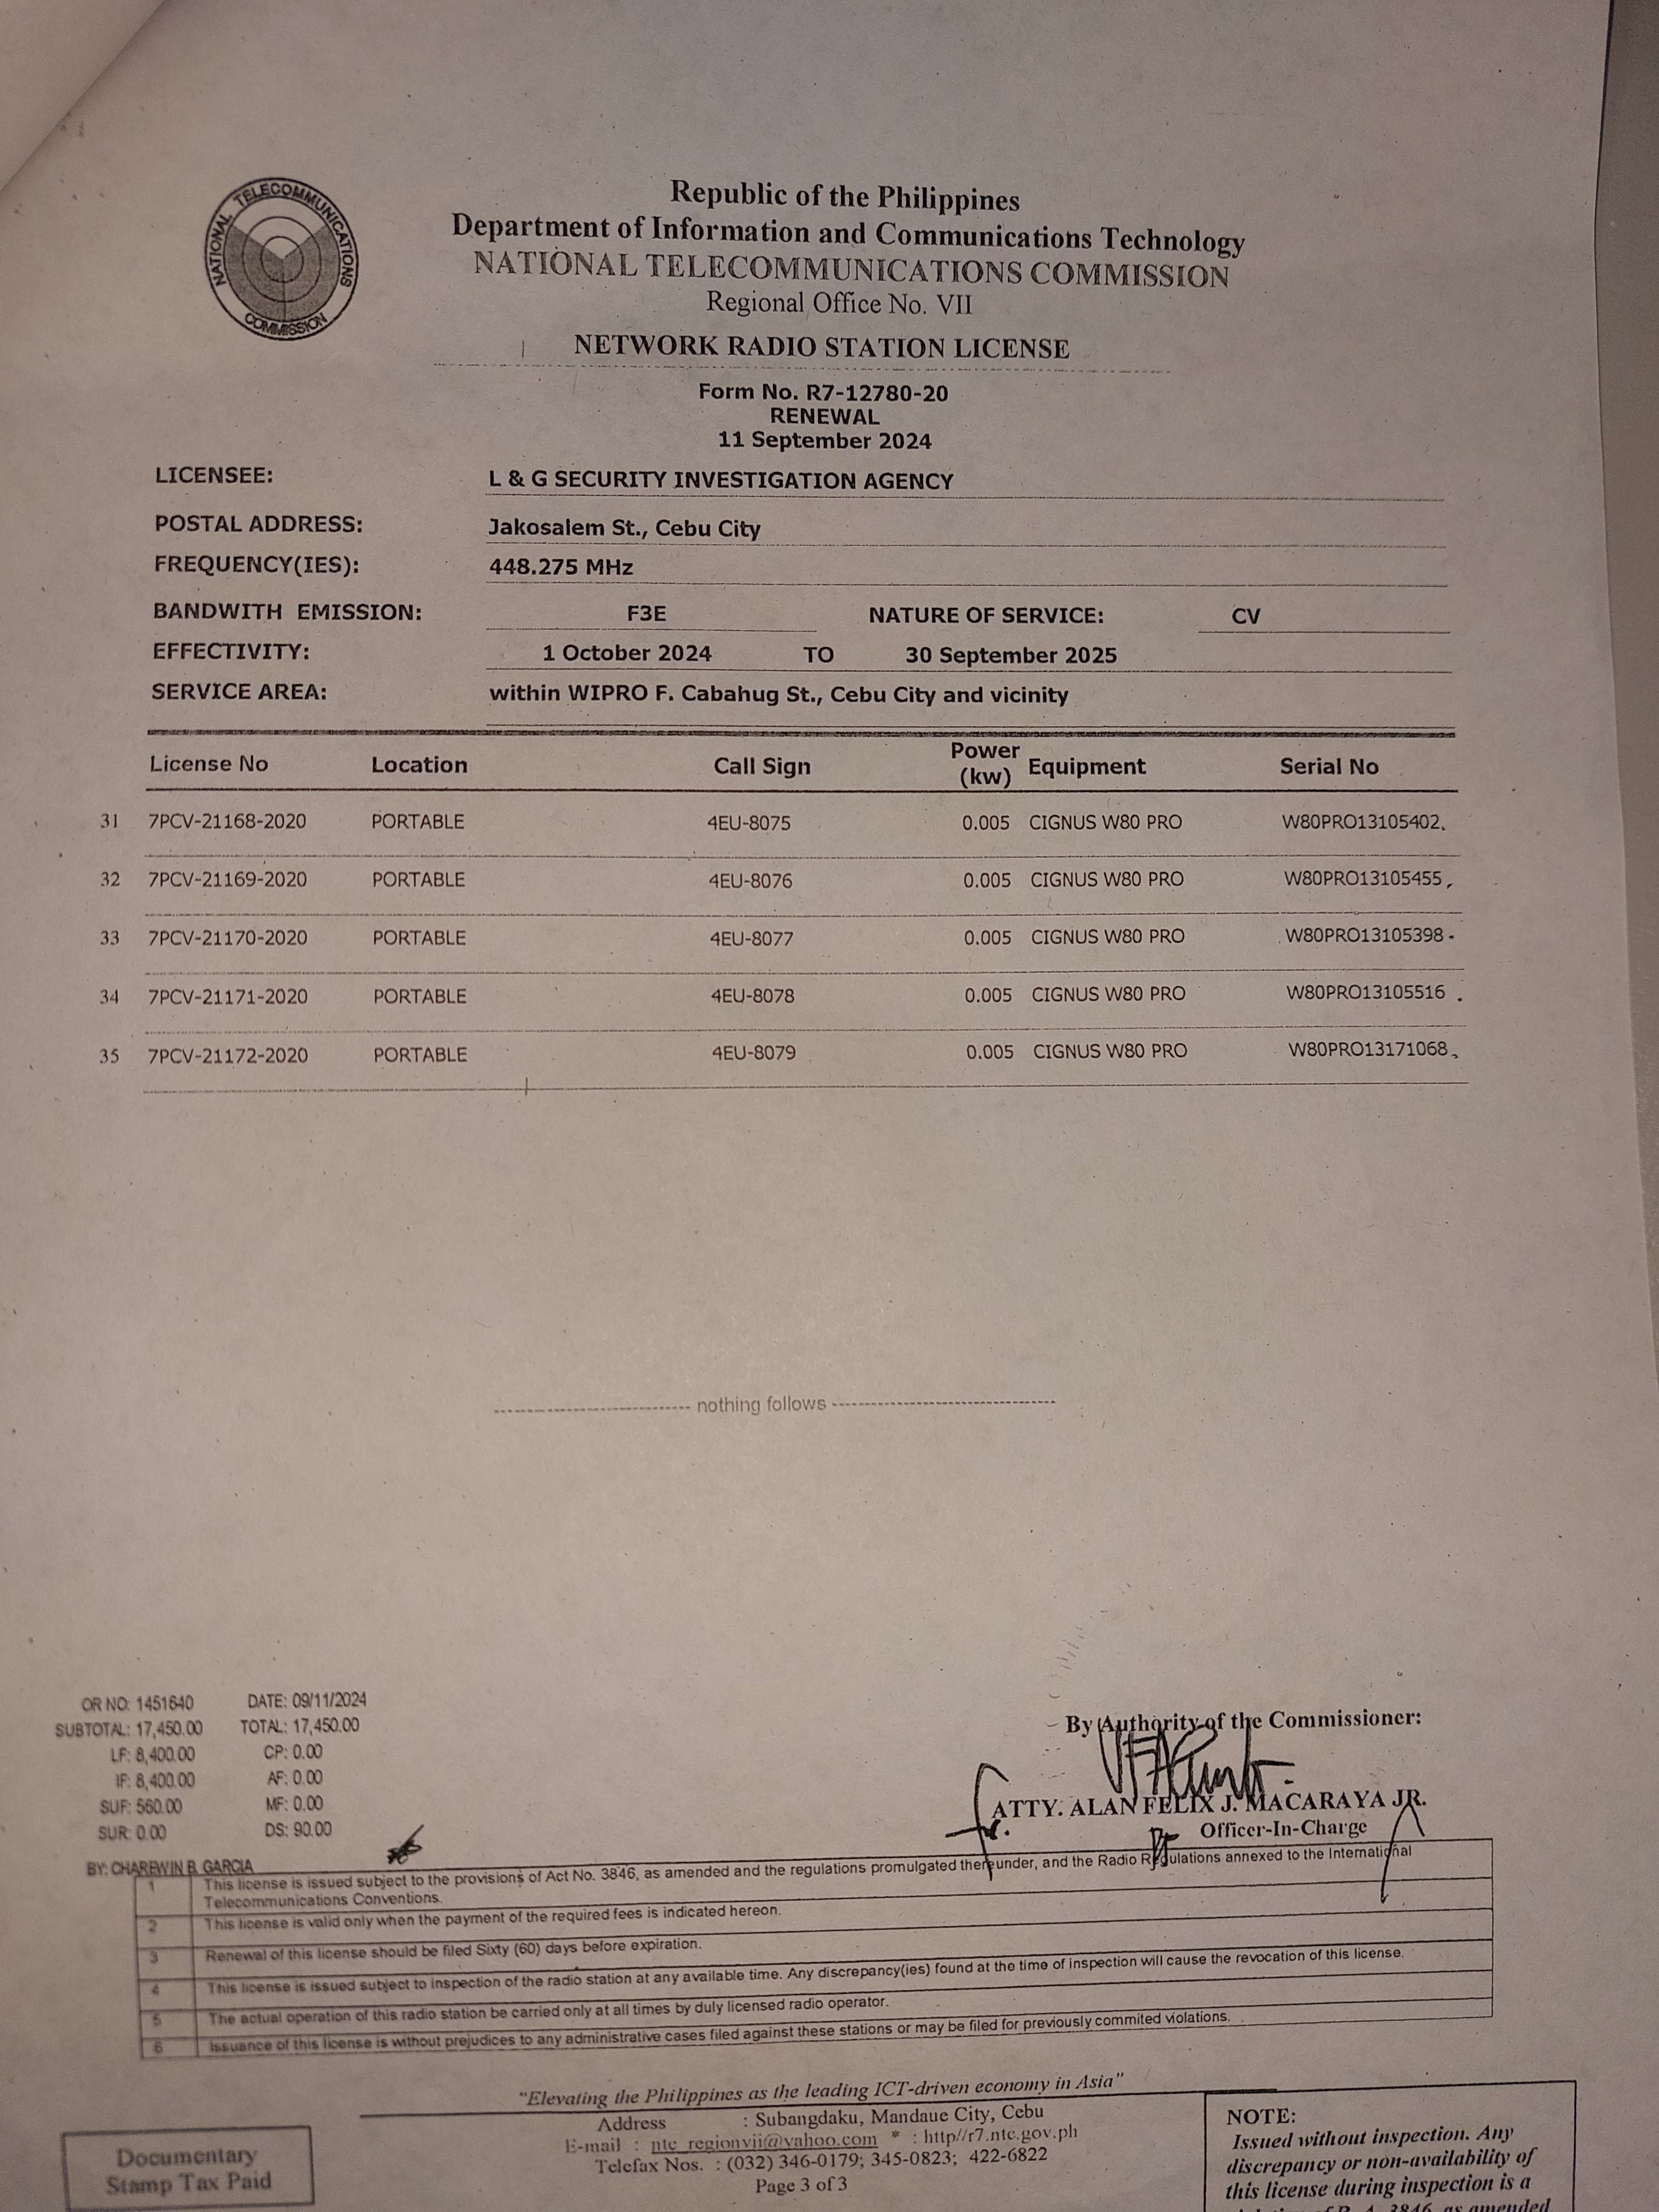 NATIONAL TELECOMMUNICATIONS COMMISSION
Republic of the Philippines
Department of Information and Communications Technology
NATIONAL TELECOMMUNICATIONS COMMISSION
Regional Office No. VII
NETWORK RADIO STATION LICENSE
Form No. R7-12780-20
RENEWAL
11 September 2024
LICENSEE: L & G SECURITY INVESTIGATION AGENCY
POSTAL ADDRESS: Jakosalem St., Cebu City
FREQUENCY(IES): 448.275 MHz
BANDWITH EMISSION: F3E NATURE OF SERVICE: CV
EFFECTIVITY: 1 October 2024 TO 30 September 2025
SERVICE AREA: within WIPRO F. Cabahug St., Cebu City and vicinity
License No Location Call Sign Power (kw) Equipment Serial No
31 7PCV-21168-2020 PORTABLE 4EU-8075 0.005 CIGNUS W80 PRO W80PRO13105402
32 7PCV-21169-2020 PORTABLE 4EU-8076 0.005 CIGNUS W80 PRO W80PRO13105455
33 7PCV-21170-2020 PORTABLE 4EU-8077 0.005 CIGNUS W80 PRO W80PRO13105398
34 7PCV-21171-2020 PORTABLE 4EU-8078 0.005 CIGNUS W80 PRO W80PRO13105516
35 7PCV-21172-2020 PORTABLE 4EU-8079 0.005 CIGNUS W80 PRO W80PRO13171068
nothing follows
OR NO: 1451640 DATE: 09/11/2024
SUBTOTAL: 17,450.00 TOTAL: 17,450.00
LF: 8,400.00 CP: 0.00
IF: 8,400.00 AF: 0.00
SUF: 560.00 MF: 0.00
SUR: 0.00 DS: 90.00
BY: CHAREWIN B. GARCIA
By Authority of the Commissioner:
ATTY. ALAN FELIX J. MACARAYA JR.
Officer-In-Charge
1 This license is issued subject to the provisions of Act No. 3846, as amended and the regulations promulgated thereunder, and the Radio Regulations annexed to the International
Telecommunications Conventions.
2 This license is valid only when the payment of the required fees is indicated hereon.
3 Renewal of this license should be filed Sixty (60) days before expiration.
4 This license is issued subject to inspection of the radio station at any available time. Any discrepancy(ies) found at the time of inspection will cause the revocation of this license.
5 The actual operation of this radio station be carried only at all times by duly licensed radio operator.
6 Issuance of this license is without prejudices to any administrative cases filed against these stations or may be filed for previously commited violations.
"Elevating the Philippines as the leading ICT-driven economy in Asia"
Address : Subangdaku, Mandaue City, Cebu
E-mail : ntc_regionvii@yahoo.com * : http//r7.ntc.gov.ph
Telefax Nos. : (032) 346-0179; 345-0823; 422-6822
Page 3 of 3
Documentary
Stamp Tax Paid
NOTE:
Issued without inspection. Any
discrepancy or non-availability of
this license during inspection is a
of R. A. 3846, as amended